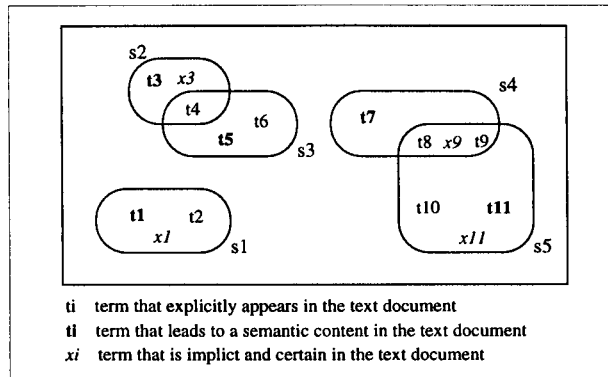 s2
t3 x3
t4
t5 t6
s3
s4
t7
t8 x9 t9
t10 t11
x11
s5
t1 t2
x1
s1
ti term that explicitly appears in the text document
ti term that leads to a semantic content in the text document
xi term that is implict and certain in the text document